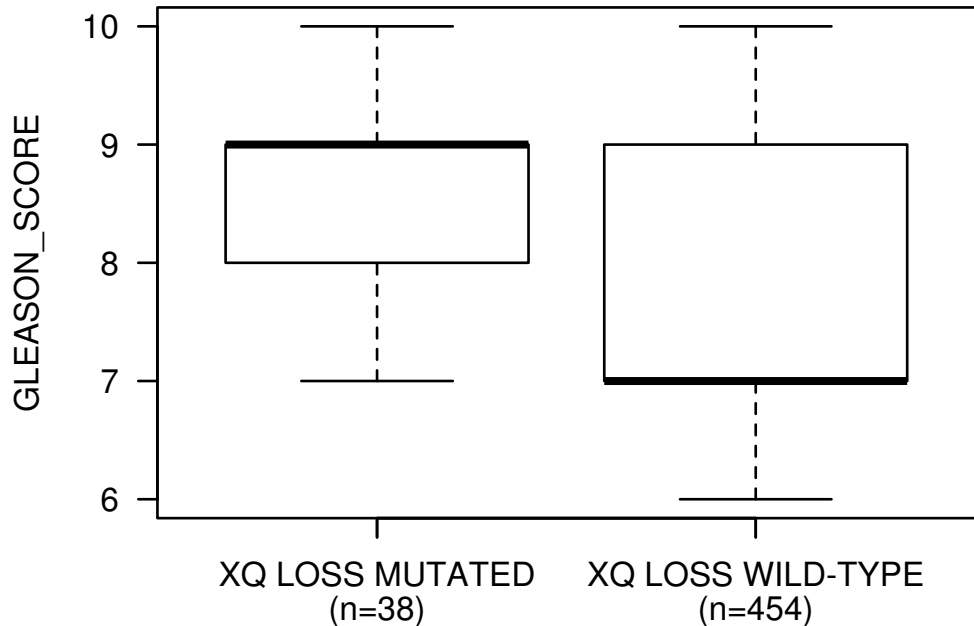 GLEASON_SCORE
10
9
8
7
6
XQ LOSS MUTATED
(n=38)
XQ LOSS WILD-TYPE
(n=454)